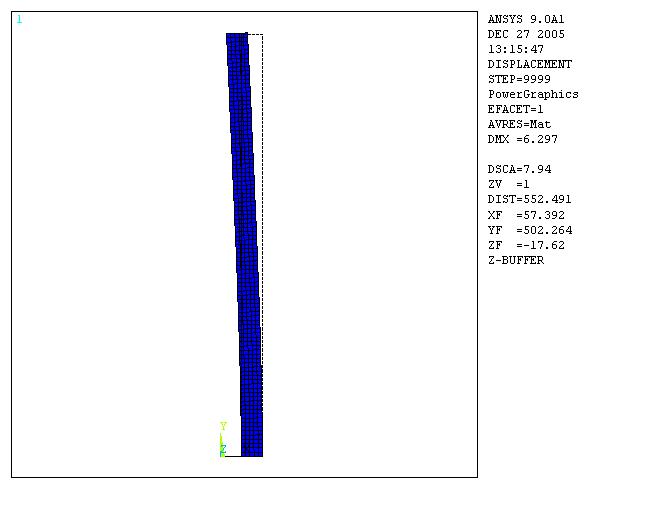 1
ANSYS 9.0A1
DEC 27 2005
13:15:47
DISPLACEMENT
STEP=9999
PowerGraphics
EFACET=1
AVRES=Mat
DMX =6.297
DSCA=7.94
ZV =1
DIST=552.491
XF =57.392
YF =502.264
ZF =-17.62
Z-BUFFER
Y
Z